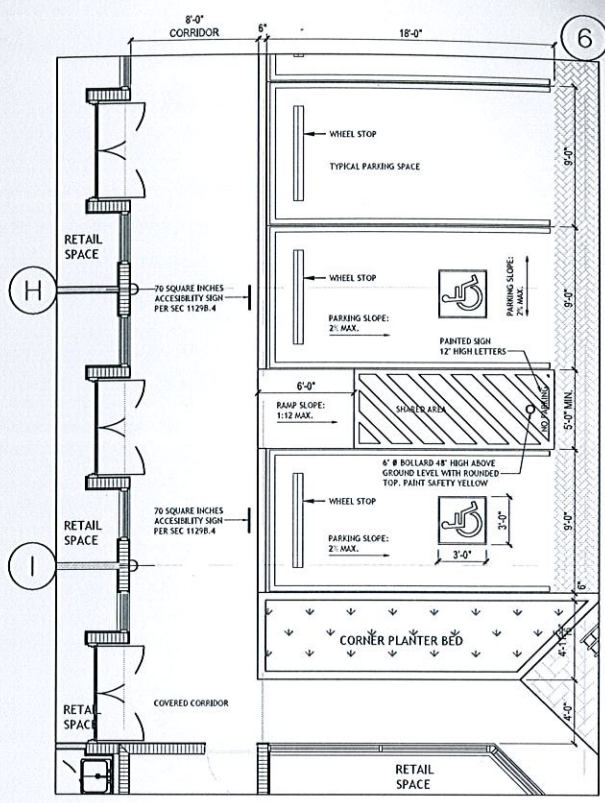 8'-0"
CORRIDOR
6"
18'-0"
6
WHEEL STOP
TYPICAL PARKING SPACE
9'-0"
RETAIL
SPACE
H
70 SQUARE INCHES
ACCESIBILITY SIGN
PER SEC 1129B.4
WHEEL STOP
PARKING SLOPE:
2% MAX.
PARKING SLOPE:
2% MAX.
9'-0"
PAINTED SIGN
12" HIGH LETTERS
6'-0"
RAMP SLOPE:
1:12 MAX.
SHARED AREA
NO PARKING
5'-0" MIN.
6" Ø BOLLARD 48" HIGH ABOVE
GROUND LEVEL WITH ROUNDED
TOP. PAINT SAFETY YELLOW
RETAIL
SPACE
I
70 SQUARE INCHES
ACCESIBILITY SIGN
PER SEC 1129B.4
WHEEL STOP
PARKING SLOPE:
2% MAX.
3'-0"
3'-0"
9'-0"
6"
CORNER PLANTER BED
RETAIL
SPACE
COVERED CORRIDOR
4'-0"
RETAIL
SPACE